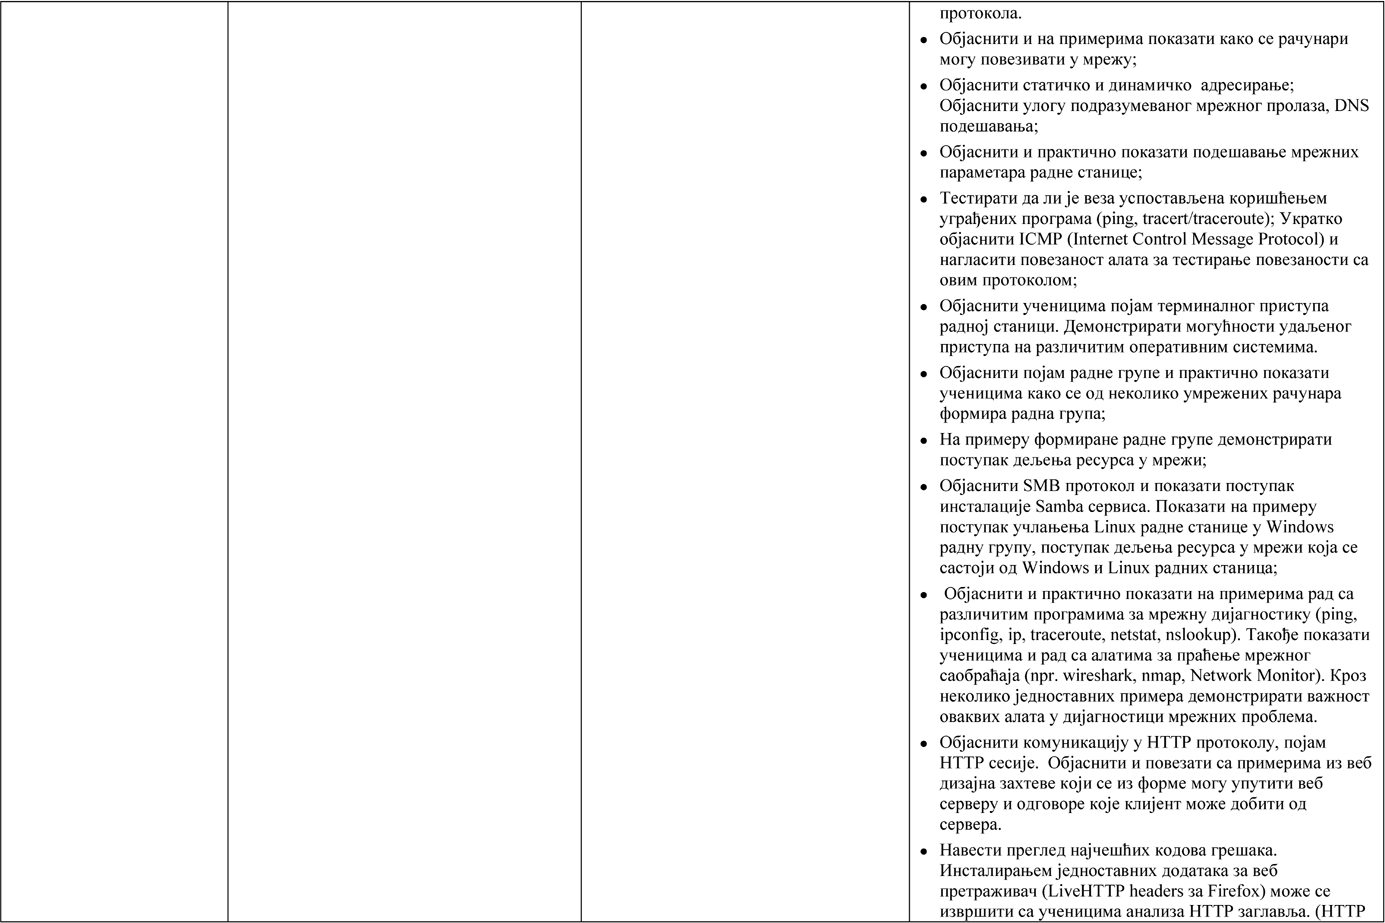 протокола.
● Објаснити и на примерима показати како се рачунари
могу повезивати у мрежу;
● Објаснити статичко и динамичко  адресирање;
Објаснити улогу подразумеваног мрежног пролаза, DNS
подешавања;
● Објаснити и практично показати подешавање мрежних
параметара радне станице;
● Тестирати да ли је веза успостављена коришћењем
уграђених програма (ping, tracert/traceroute); Укратко
објаснити ICMP (Internet Control Message Protocol) и
нагласити повезаност алата за тестирање повезаности са
овим протоколом;
● Објаснити ученицима појам терминалног приступа
радној станици. Демонстрирати могућности удаљеног
приступа на различитим оперативним системима.
● Објаснити појам радне групе и практично показати
ученицима како се од неколико умрежених рачунара
формира радна група;
● На примеру формиране радне групе демонстрирати
поступак дељења ресурса у мрежи;
● Објаснити SMB протокол и показати поступак
инсталације Samba сервиса. Показати на примеру
поступак учлањења Linux радне станице у Windows
радну групу, поступак дељења ресурса у мрежи која се
састоји од Windows и Linux радних станица;
● Објаснити и практично показати на примерима рад са
различитим програмима за мрежну дијагностику (ping,
ipconfig, ip, traceroute, netstat, nslookup). Такође показати
ученицима и рад са алатима за праћење мрежног
саобраћаја (npr. wireshark, nmap, Network Monitor). Кроз
неколико једноставних примера демонстрирати важност
оваквих алата у дијагностици мрежних проблема.
● Објаснити комуникацију у HTTP протоколу, појам
HTTP сесије.  Објаснити и повезати са примерима из веб
дизајна захтеве који се из форме могу упутити веб
серверу и одговоре које клијент може добити од
сервера.
● Навести преглед најчешћих кодова грешака.
Инсталирањем једноставних додатака за веб
претраживач (LiveHTTP headers за Firefox) може се
извршити са ученицима анализа HTTP заглавља. (HTTP